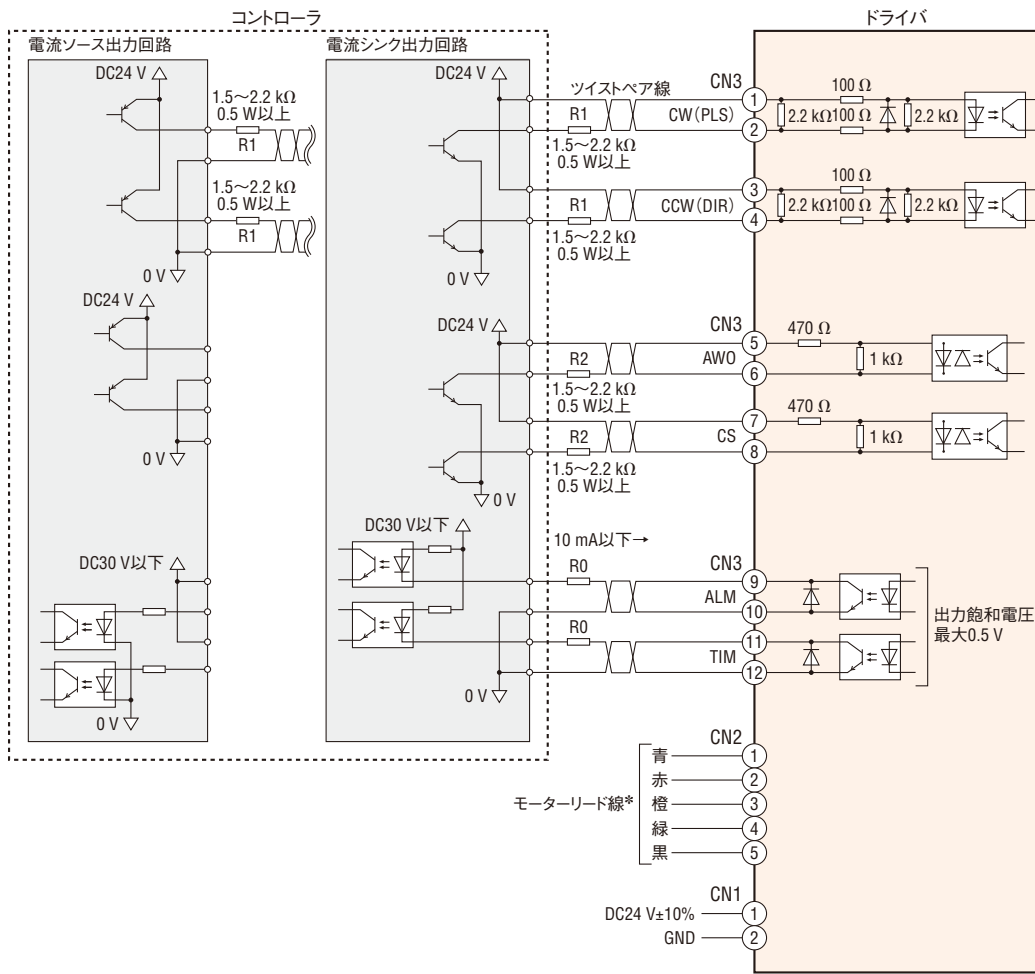 コントローラ
ドライバ
電流ソース出力回路
電流シンク出力回路
DC24 V
1.5～2.2 kΩ
0.5 W以上
R1
1.5～2.2 kΩ
0.5 W以上
R1
0 V
DC24 V
0 V
DC30 V以下
0 V
DC24 V
DC24 V
0 V
DC24 V
0 V
DC30 V以下
0 V
ツイストペア線
R1
1.5～2.2 kΩ
0.5 W以上
R1
1.5～2.2 kΩ
0.5 W以上
R2
1.5～2.2 kΩ
0.5 W以上
R2
1.5～2.2 kΩ
0.5 W以上
10 mA以下→
R0
R0
CN3
CW(PLS)
1
2
CCW(DIR)
3
4
CN3
AWO
5
6
CS
7
8
CN3
ALM
9
10
TIM
11
12
100 Ω
2.2 kΩ
100 Ω
2.2 kΩ
100 Ω
2.2 kΩ
100 Ω
2.2 kΩ
470 Ω
1 kΩ
470 Ω
1 kΩ
出力飽和電圧
最大0.5 V
CN2
モーターリード線*
青 1
赤 2
橙 3
緑 4
黒 5
CN1
DC24 V±10% 1
GND 2